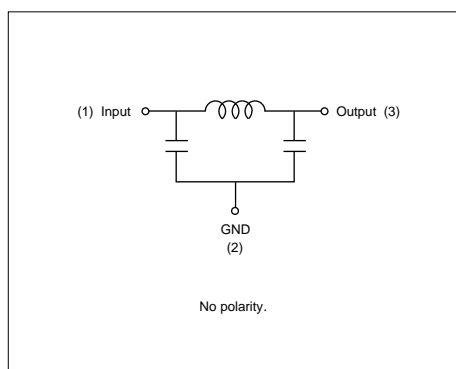 (1) Input
Output (3)
GND
(2)
No polarity.